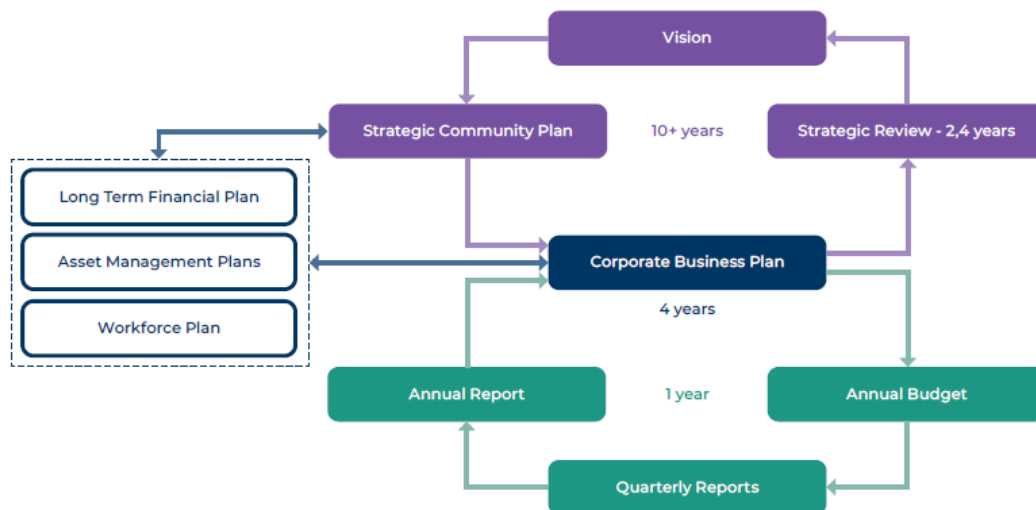 Vision
Strategic Community Plan
10+ years
Strategic Review - 2,4 years
Long Term Financial Plan
Asset Management Plans
Workforce Plan
Corporate Business Plan
4 years
Annual Report
1 year
Annual Budget
Quarterly Reports